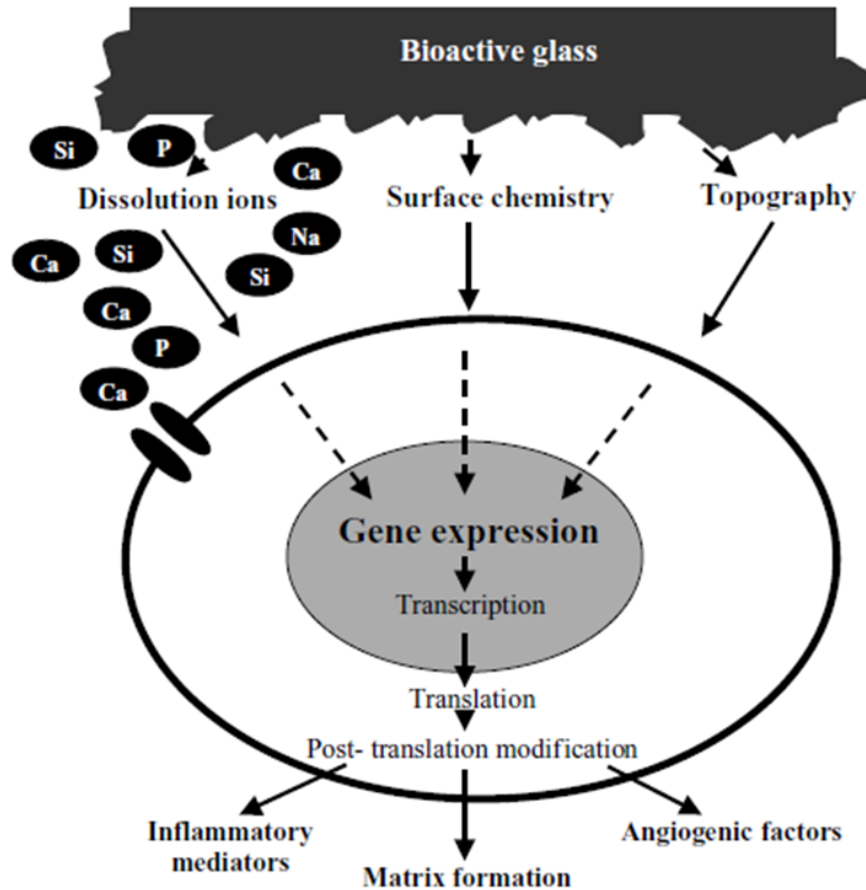 Bioactive glass
Si
P
Ca
Dissolution ions
Surface chemistry
Topography
Na
Ca
Si
Si
Ca
P
Ca
Gene expression
Transcription
Translation
Post- translation modification
Inflammatory
mediators
Angiogenic factors
Matrix formation